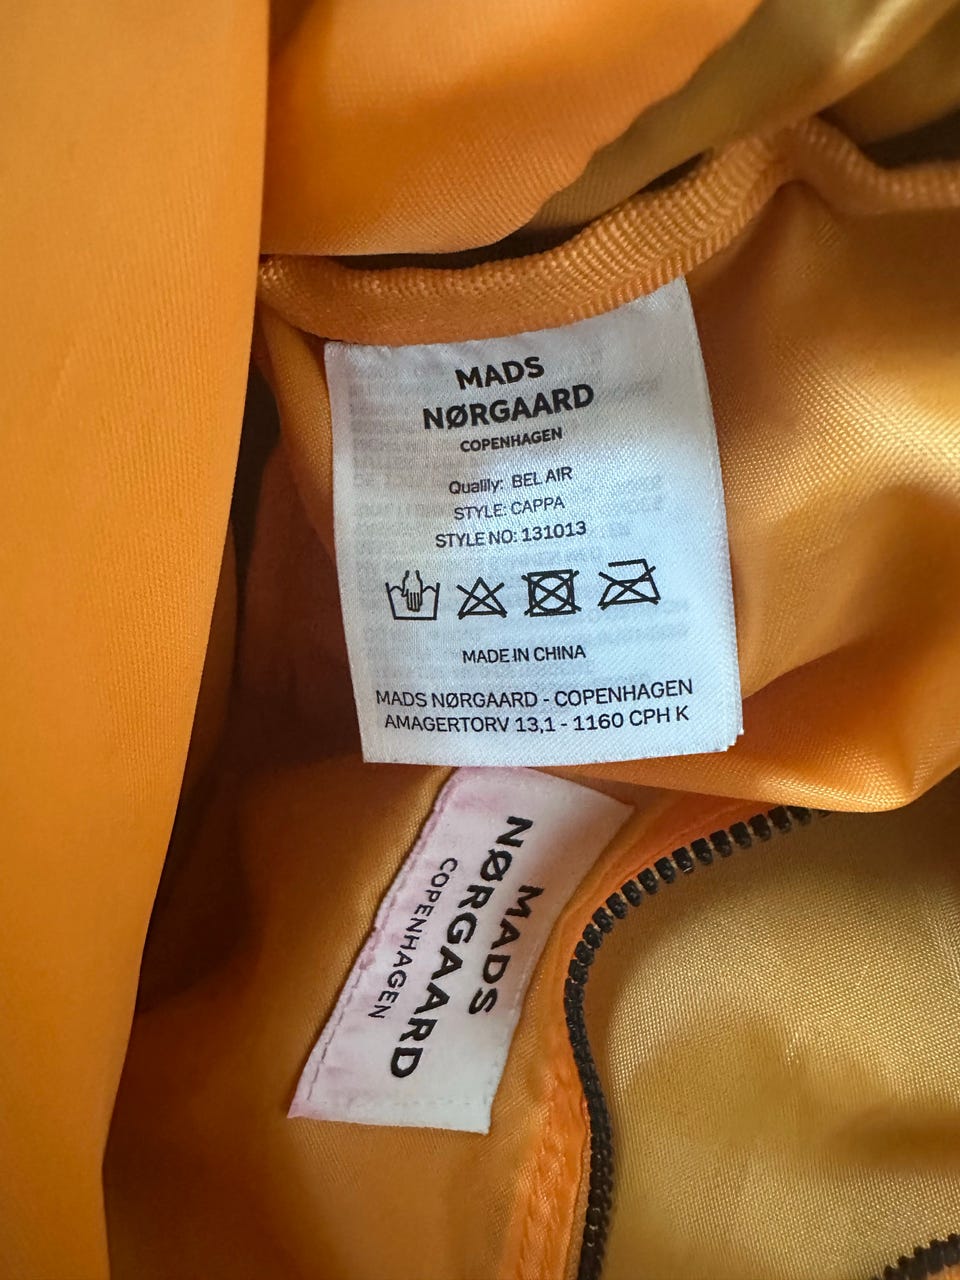 MADS
NØRGAARD
COPENHAGEN
Quality: BEL AIR
STYLE: CAPPA
STYLE NO: 131013
MADE IN CHINA
MADS NØRGAARD - COPENHAGEN
AMAGERTORV 13,1 - 1160 CPH K
MADS
NØRGAARD
COPENHAGEN